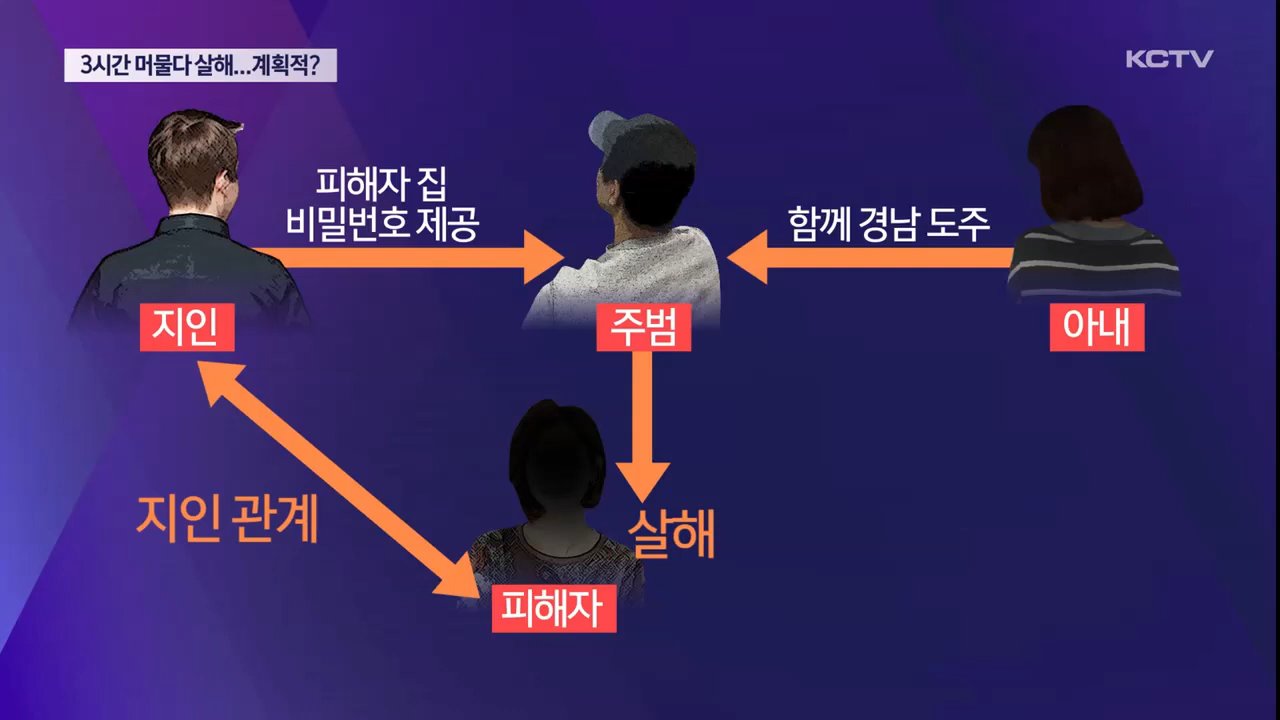 3시간 머물다 살해...계획적?
KCTV
피해자 집
비밀번호 제공
함께 경남 도주
지인
주범
아내
지인 관계
살해
피해자